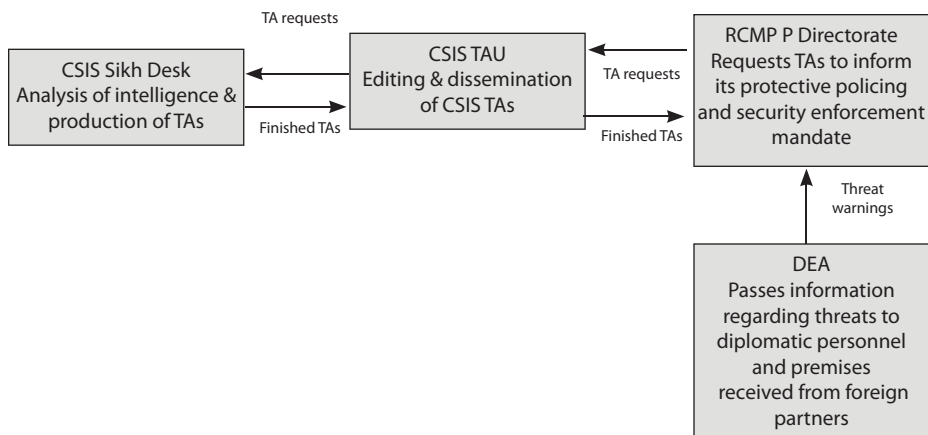 TA requests
CSIS Sikh Desk
Analysis of intelligence &
production of TAs
Finished TAs
CSIS TAU
Editing & dissemination
of CSIS TAs
TA requests
Finished TAs
RCMP P Directorate
Requests TAs to inform
its protective policing
and security enforcement
mandate
Threat
warnings
DEA
Passes information
regarding threats to
diplomatic personnel
and premises
received from foreign
partners